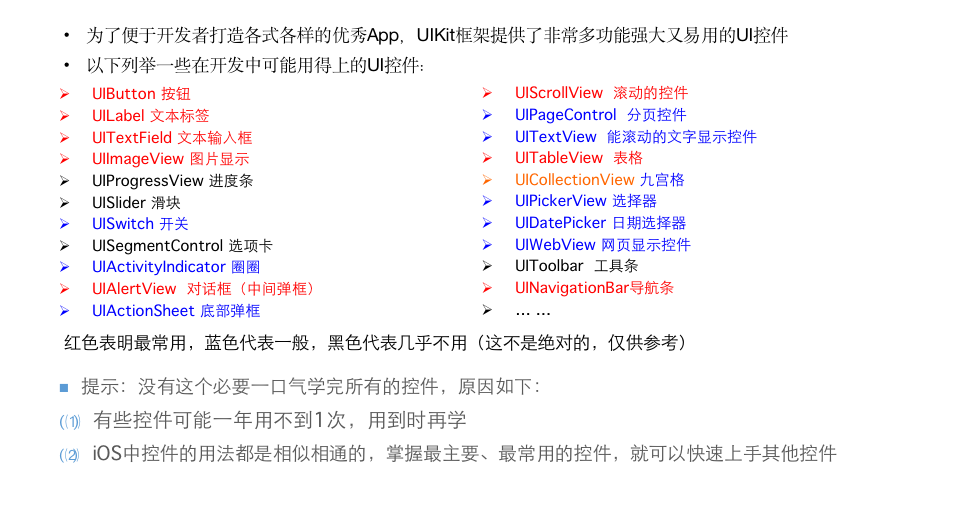 • 为了便于开发者打造各式各样的优秀App，UIKit框架提供了非常多功能强大又易用的UI控件
• 以下列举一些在开发中可能用得上的UI控件：
➢ UIButton 按钮
➢ UILabel 文本标签
➢ UITextField 文本输入框
➢ UIImageView 图片显示
➢ UIProgressView 进度条
➢ UISlider 滑块
➢ UISwitch 开关
➢ UISegmentControl 选项卡
➢ UIActivityIndicator 圈圈
➢ UIAlertView 对话框（中间弹框）
➢ UIActionSheet 底部弹框
➢ UIScrollView 滚动的控件
➢ UIPageControl 分页控件
➢ UITextView 能滚动的文字显示控件
➢ UITableView 表格
➢ UICollectionView 九宫格
➢ UIPickerView 选择器
➢ UIDatePicker 日期选择器
➢ UIWebView 网页显示控件
➢ UIToolbar 工具条
➢ UINavigationBar导航条
➢ … …
红色表明最常用，蓝色代表一般，黑色代表几乎不用（这不是绝对的，仅供参考）
■ 提示：没有这个必要一口气学完所有的控件，原因如下：
(1) 有些控件可能一年用不到1次，用到时再学
(2) iOS中控件的用法都是相似相通的，掌握最主要、最常用的控件，就可以快速上手其他控件